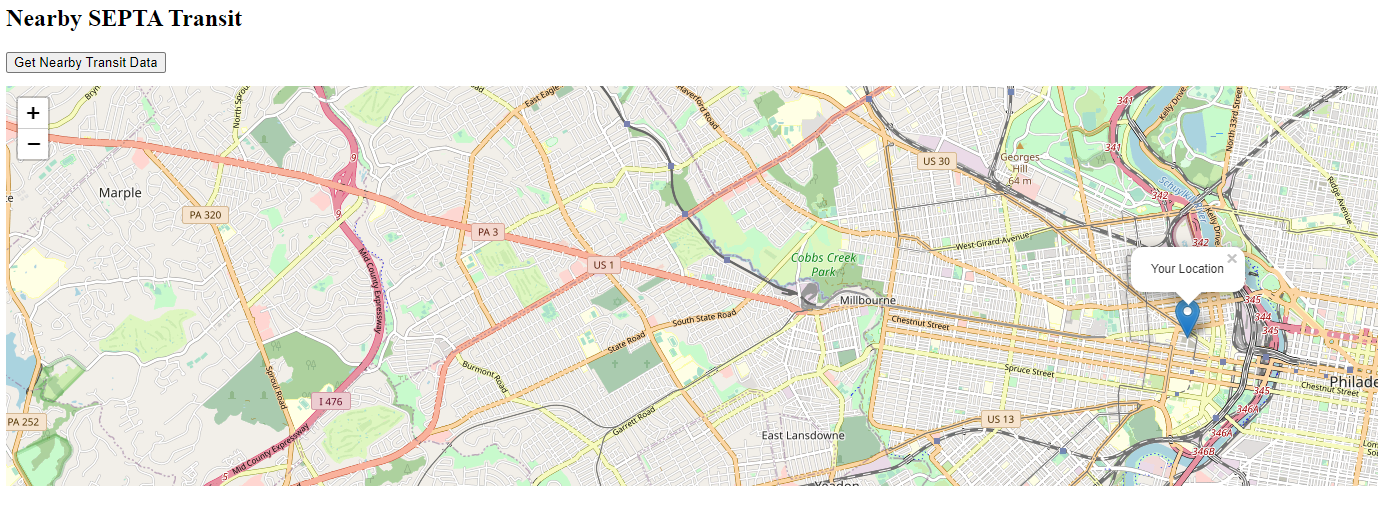 Nearby SEPTA Transit
Get Nearby Transit Data
+
−
Marple
PA 320
9
9
PA 3
US 1
East Eagle
Haverford Road
US 30
Georges
Hill
64 m
341
341
342
342
Kelly Drive
Kelly Drive
North 33rd Street
Ridge Avenue
West Girard Avenue
Cobbs Creek
Park
Millbourne
Your Location
×
345
344
345
Mid County Expressway
South State Road
State Road
Chestnut Street
Burmont Road
Spruce Street
Sproul Road
I 476
Philade
Chestnut Street
345
346A
PA 252
Garrett Road
US 13
East Lansdowne
346A
346B
Mid County Expressway
5
Yeadon